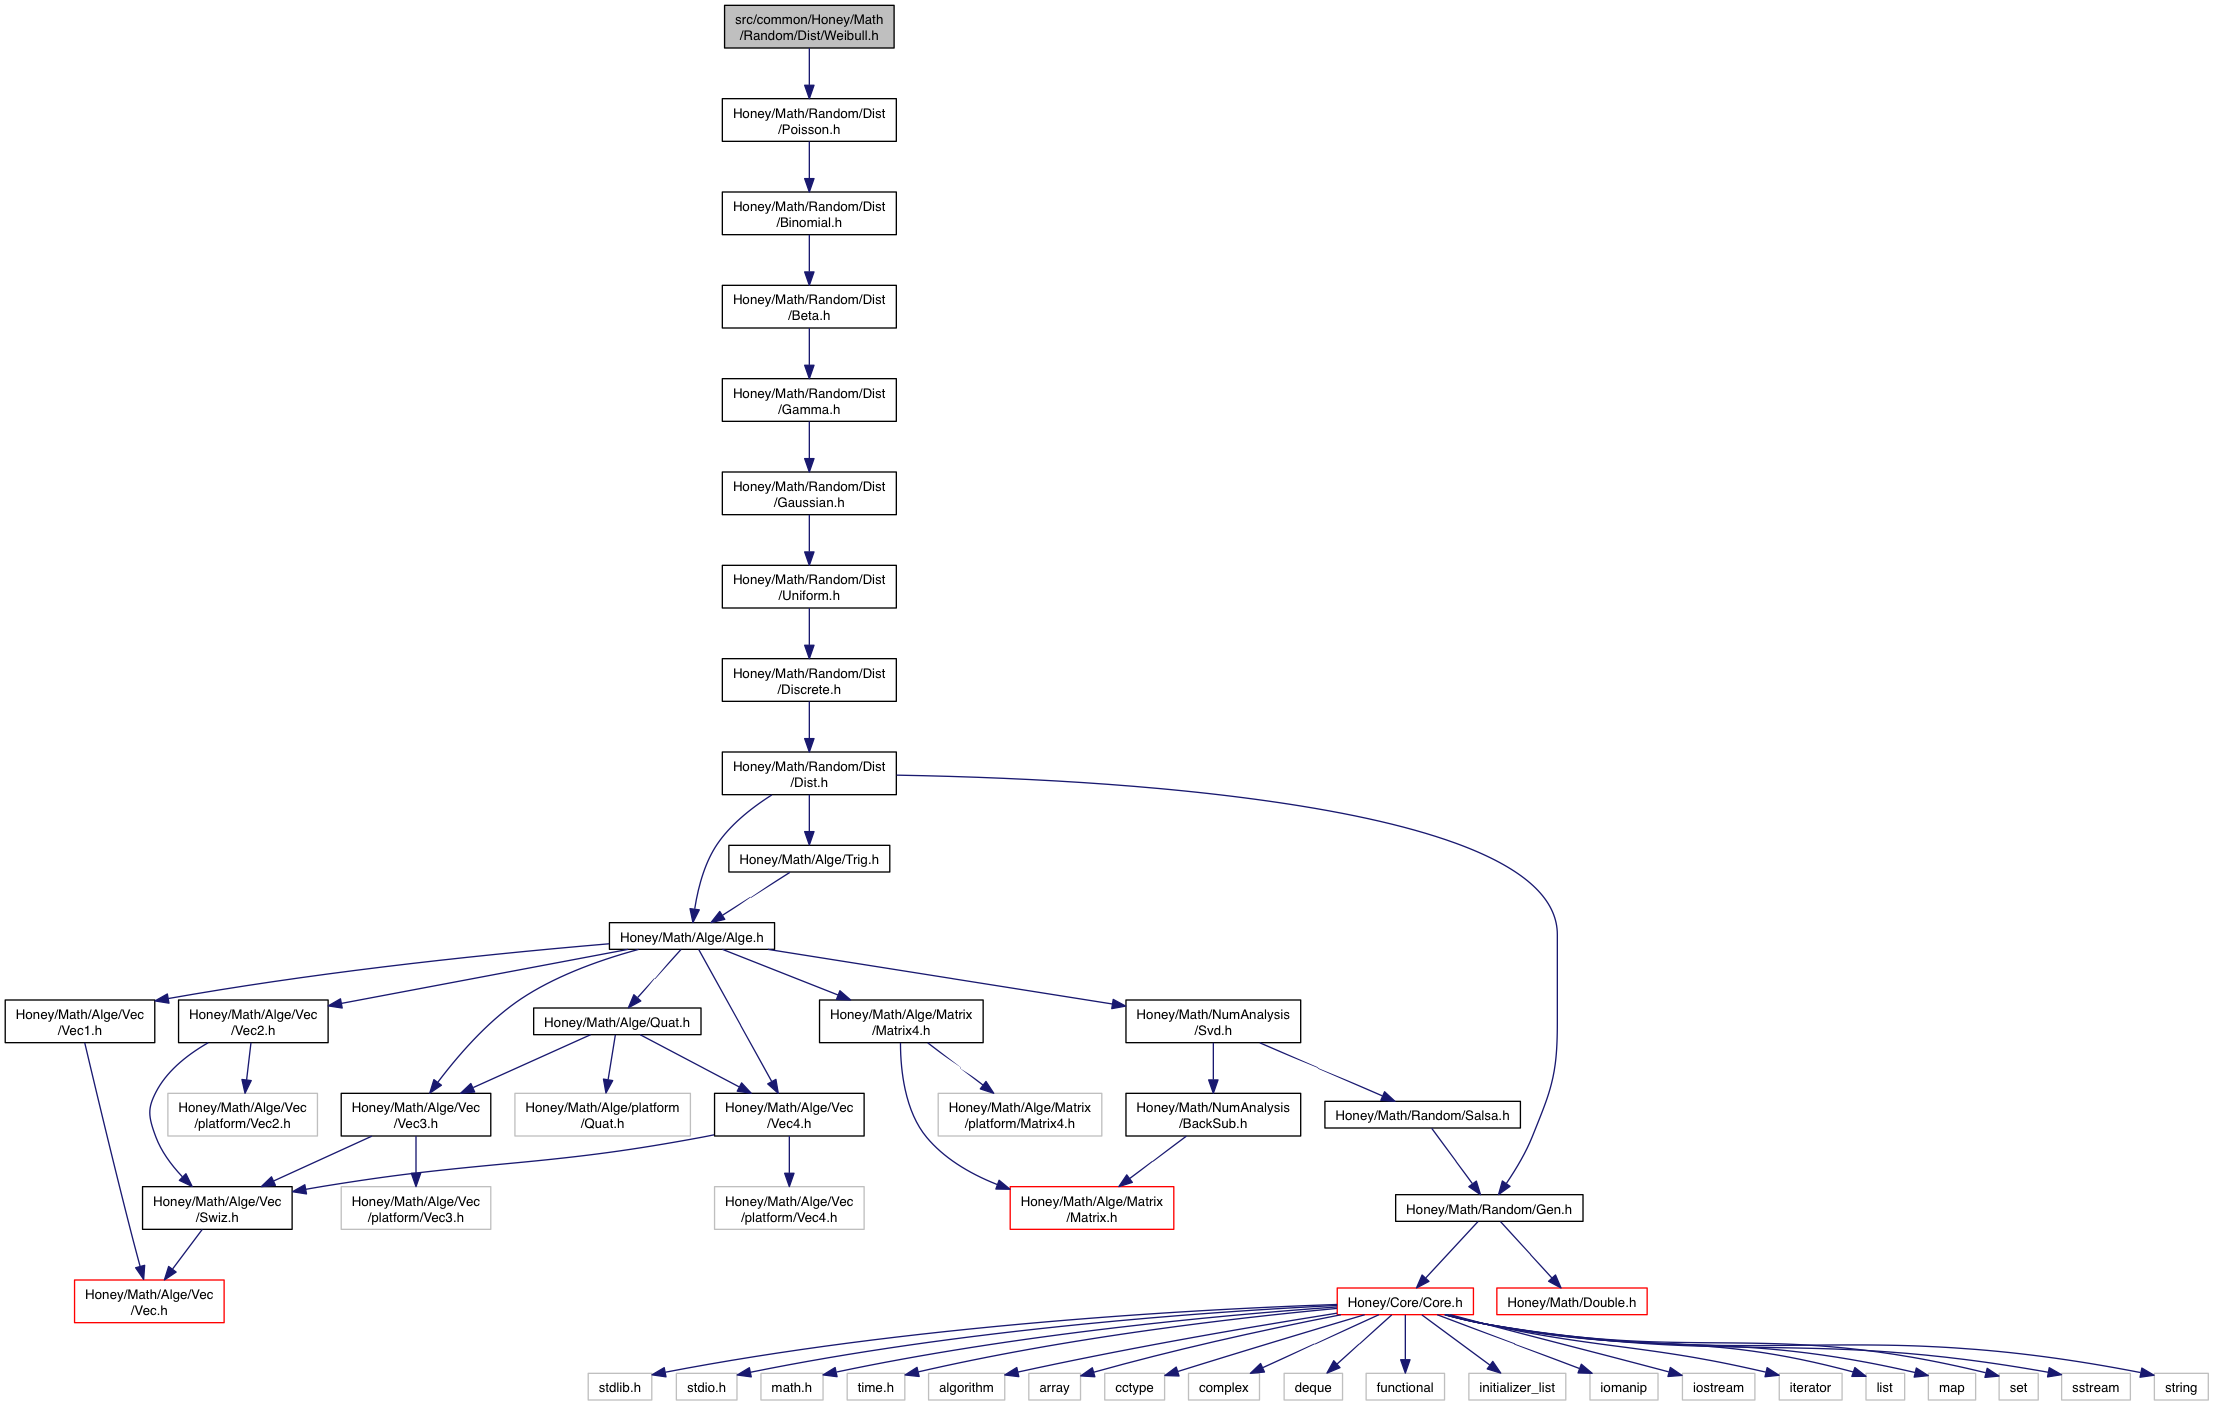 src/common/Honey/Math
/Random/Dist/Weibull.h
Honey/Math/Random/Dist
/Poisson.h
Honey/Math/Random/Dist
/Binomial.h
Honey/Math/Random/Dist
/Beta.h
Honey/Math/Random/Dist
/Gamma.h
Honey/Math/Random/Dist
/Gaussian.h
Honey/Math/Random/Dist
/Uniform.h
Honey/Math/Random/Dist
/Discrete.h
Honey/Math/Random/Dist
/Dist.h
Honey/Math/Alge/Trig.h
Honey/Math/Alge/Alge.h
Honey/Math/Alge/Vec
/Vec1.h
Honey/Math/Alge/Vec
/Vec2.h
Honey/Math/Alge/Quat.h
Honey/Math/Alge/Matrix
/Matrix4.h
Honey/Math/NumAnalysis
/Svd.h
Honey/Math/Alge/Vec
/platform/Vec2.h
Honey/Math/Alge/Vec
/Vec3.h
Honey/Math/Alge/platform
/Quat.h
Honey/Math/Alge/Vec
/Vec4.h
Honey/Math/Alge/Matrix
/platform/Matrix4.h
Honey/Math/NumAnalysis
/BackSub.h
Honey/Math/Random/Salsa.h
Honey/Math/Alge/Vec
/Swiz.h
Honey/Math/Alge/Vec
/platform/Vec3.h
Honey/Math/Alge/Vec
/platform/Vec4.h
Honey/Math/Alge/Matrix
/Matrix.h
Honey/Math/Random/Gen.h
Honey/Math/Alge/Vec
/Vec.h
Honey/Core/Core.h
Honey/Math/Double.h
stdlib.h
stdio.h
math.h
time.h
algorithm
array
cctype
complex
deque
functional
initializer_list
iomanip
iostream
iterator
list
map
set
sstream
string